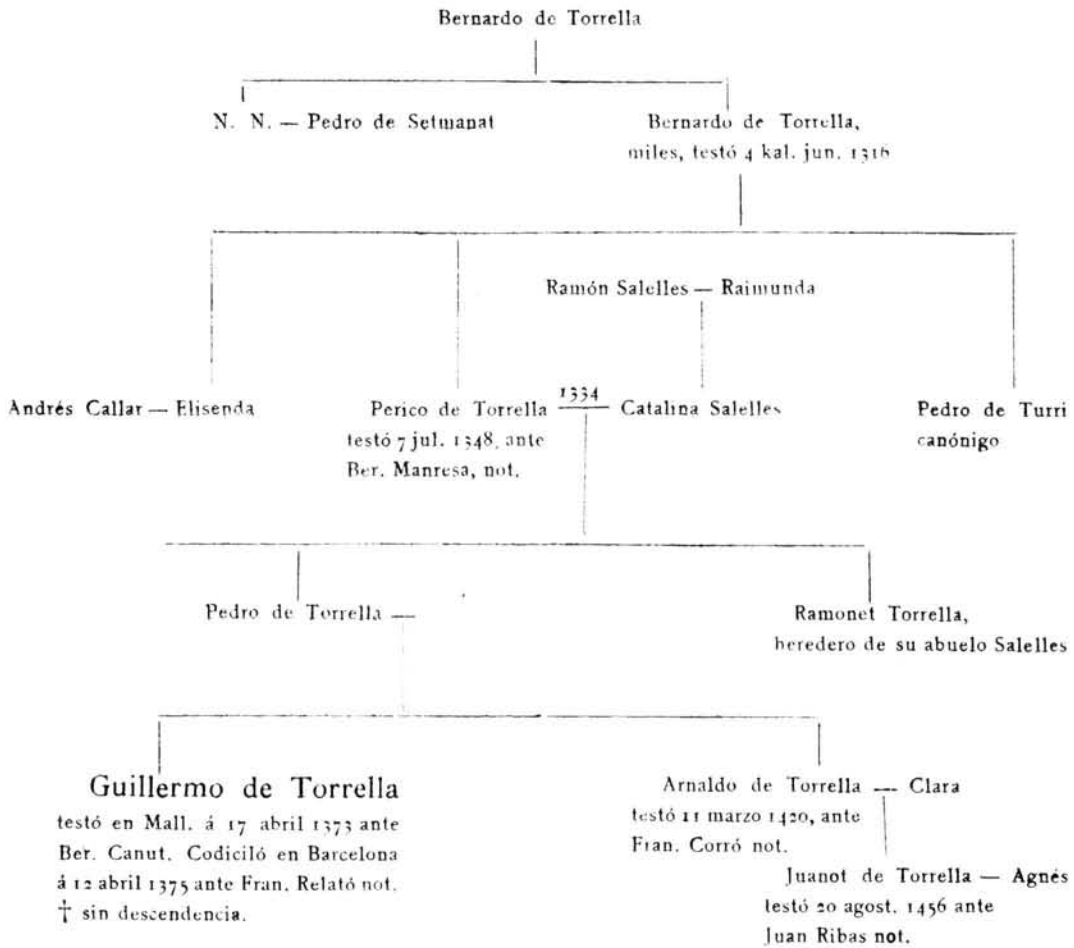 Bernardo de Torrella
N. N. — Pedro de Setmanat
Bernardo de Torrella,
miles, testó 4 kal. jun. 1316
Ramón Salelles — Raimunda
Andrés Callar — Elisenda
Perico de Torrella
testó 7 jul. 1348, ante
Ber. Manresa, not.
1334
Catalina Salelles
Pedro de Turri
canónigo
Pedro de Torrella —
Ramonet Torrella,
heredero de su abuelo Salelles
Guillermo de Torrella
testó en Mall. á 17 abril 1373 ante
Ber. Canut. Codiciló en Barcelona
á 12 abril 1375 ante Fran. Relató not.
† sin descendencia.
Arnaldo de Torrella — Clara
testó 11 marzo 1420, ante
Fran. Corró not.
Juanot de Torrella — Agnés
testó 20 agost. 1456 ante
Juan Ribas not.